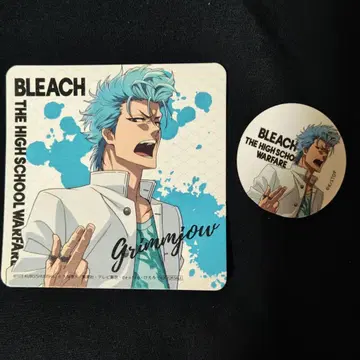 BLEACH
THE HIGH SCHOOL WARFARE
Grimmjow
BLEACH
THE HIGH SCHOOL
WARFARE